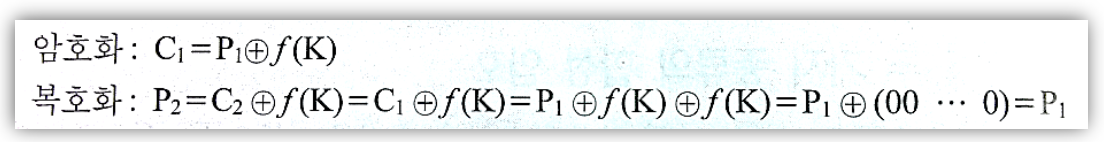 암호화 : C₁=P₁⊕f(K)
복호화 : P₂=C₂⊕f(K)=C₁⊕f(K)=P₁⊕f(K)⊕f(K)=P₁⊕(00 ⋯ 0)=P₁